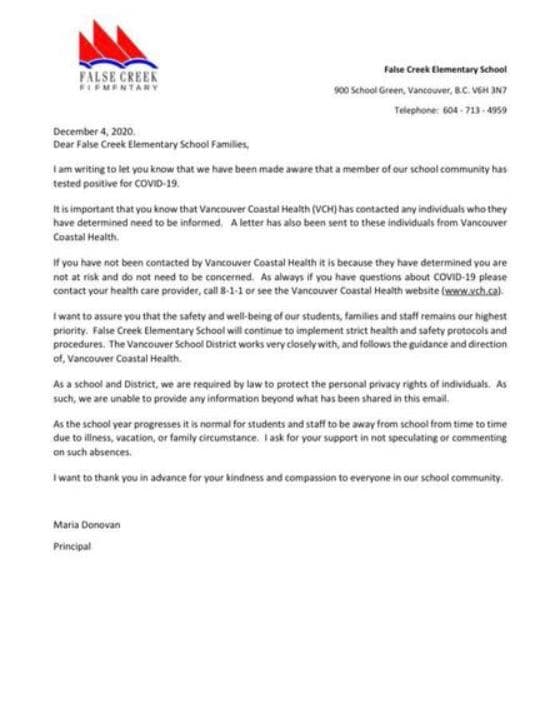 FALSE CREEK
ELEMENTARY
False Creek Elementary School
900 School Green, Vancouver, B.C. V6H 3N7
Telephone: 604 - 713 - 4959
December 4, 2020.
Dear False Creek Elementary School Families,
I am writing to let you know that we have been made aware that a member of our school community has
tested positive for COVID-19.
It is important that you know that Vancouver Coastal Health (VCH) has contacted any individuals who they
have determined need to be informed. A letter has also been sent to these individuals from Vancouver
Coastal Health.
If you have not been contacted by Vancouver Coastal Health it is because they have determined you are
not at risk and do not need to be concerned. As always if you have questions about COVID-19 please
contact your health care provider, call 8-1-1 or see the Vancouver Coastal Health website (www.vch.ca).
I want to assure you that the safety and well-being of our students, families and staff remains our highest
priority. False Creek Elementary School will continue to implement strict health and safety protocols and
procedures. The Vancouver School District works very closely with, and follows the guidance and direction
of, Vancouver Coastal Health.
As a school and District, we are required by law to protect the personal privacy rights of individuals. As
such, we are unable to provide any information beyond what has been shared in this email.
As the school year progresses it is normal for students and staff to be away from school from time to time
due to illness, vacation, or family circumstance. I ask for your support in not speculating or commenting
on such absences.
I want to thank you in advance for your kindness and compassion to everyone in our school community.
Maria Donovan
Principal